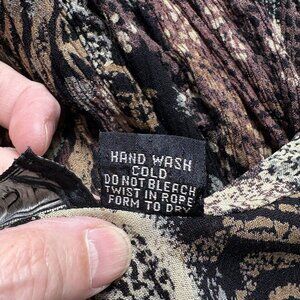 HAND WASH
COLD
DO NOT BLEACH
TWIST IN ROPE
FORM TO DRY